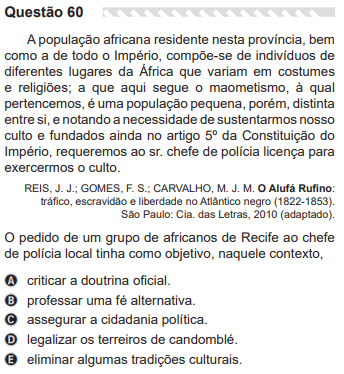 Questão 60
A população africana residente nesta província, bem
como a de todo o Império, compõe-se de indivíduos de
diferentes lugares da África que variam em costumes
e religiões; a que aqui segue o maometismo, à qual
pertencemos, é uma população pequena, porém, distinta
entre si, e notando a necessidade de sustentarmos nosso
culto e fundados ainda no artigo 5º da Constituição do
Império, requeremos ao sr. chefe de polícia licença para
exercermos o culto.
REIS, J. J.; GOMES, F. S.; CARVALHO, M. J. M. O Alufá Rufino:
tráfico, escravidão e liberdade no Atlântico negro (1822-1853).
São Paulo: Cia. das Letras, 2010 (adaptado).
O pedido de um grupo de africanos de Recife ao chefe
de polícia local tinha como objetivo, naquele contexto,
A criticar a doutrina oficial.
B professar uma fé alternativa.
C assegurar a cidadania política.
D legalizar os terreiros de candomblé.
E eliminar algumas tradições culturais.